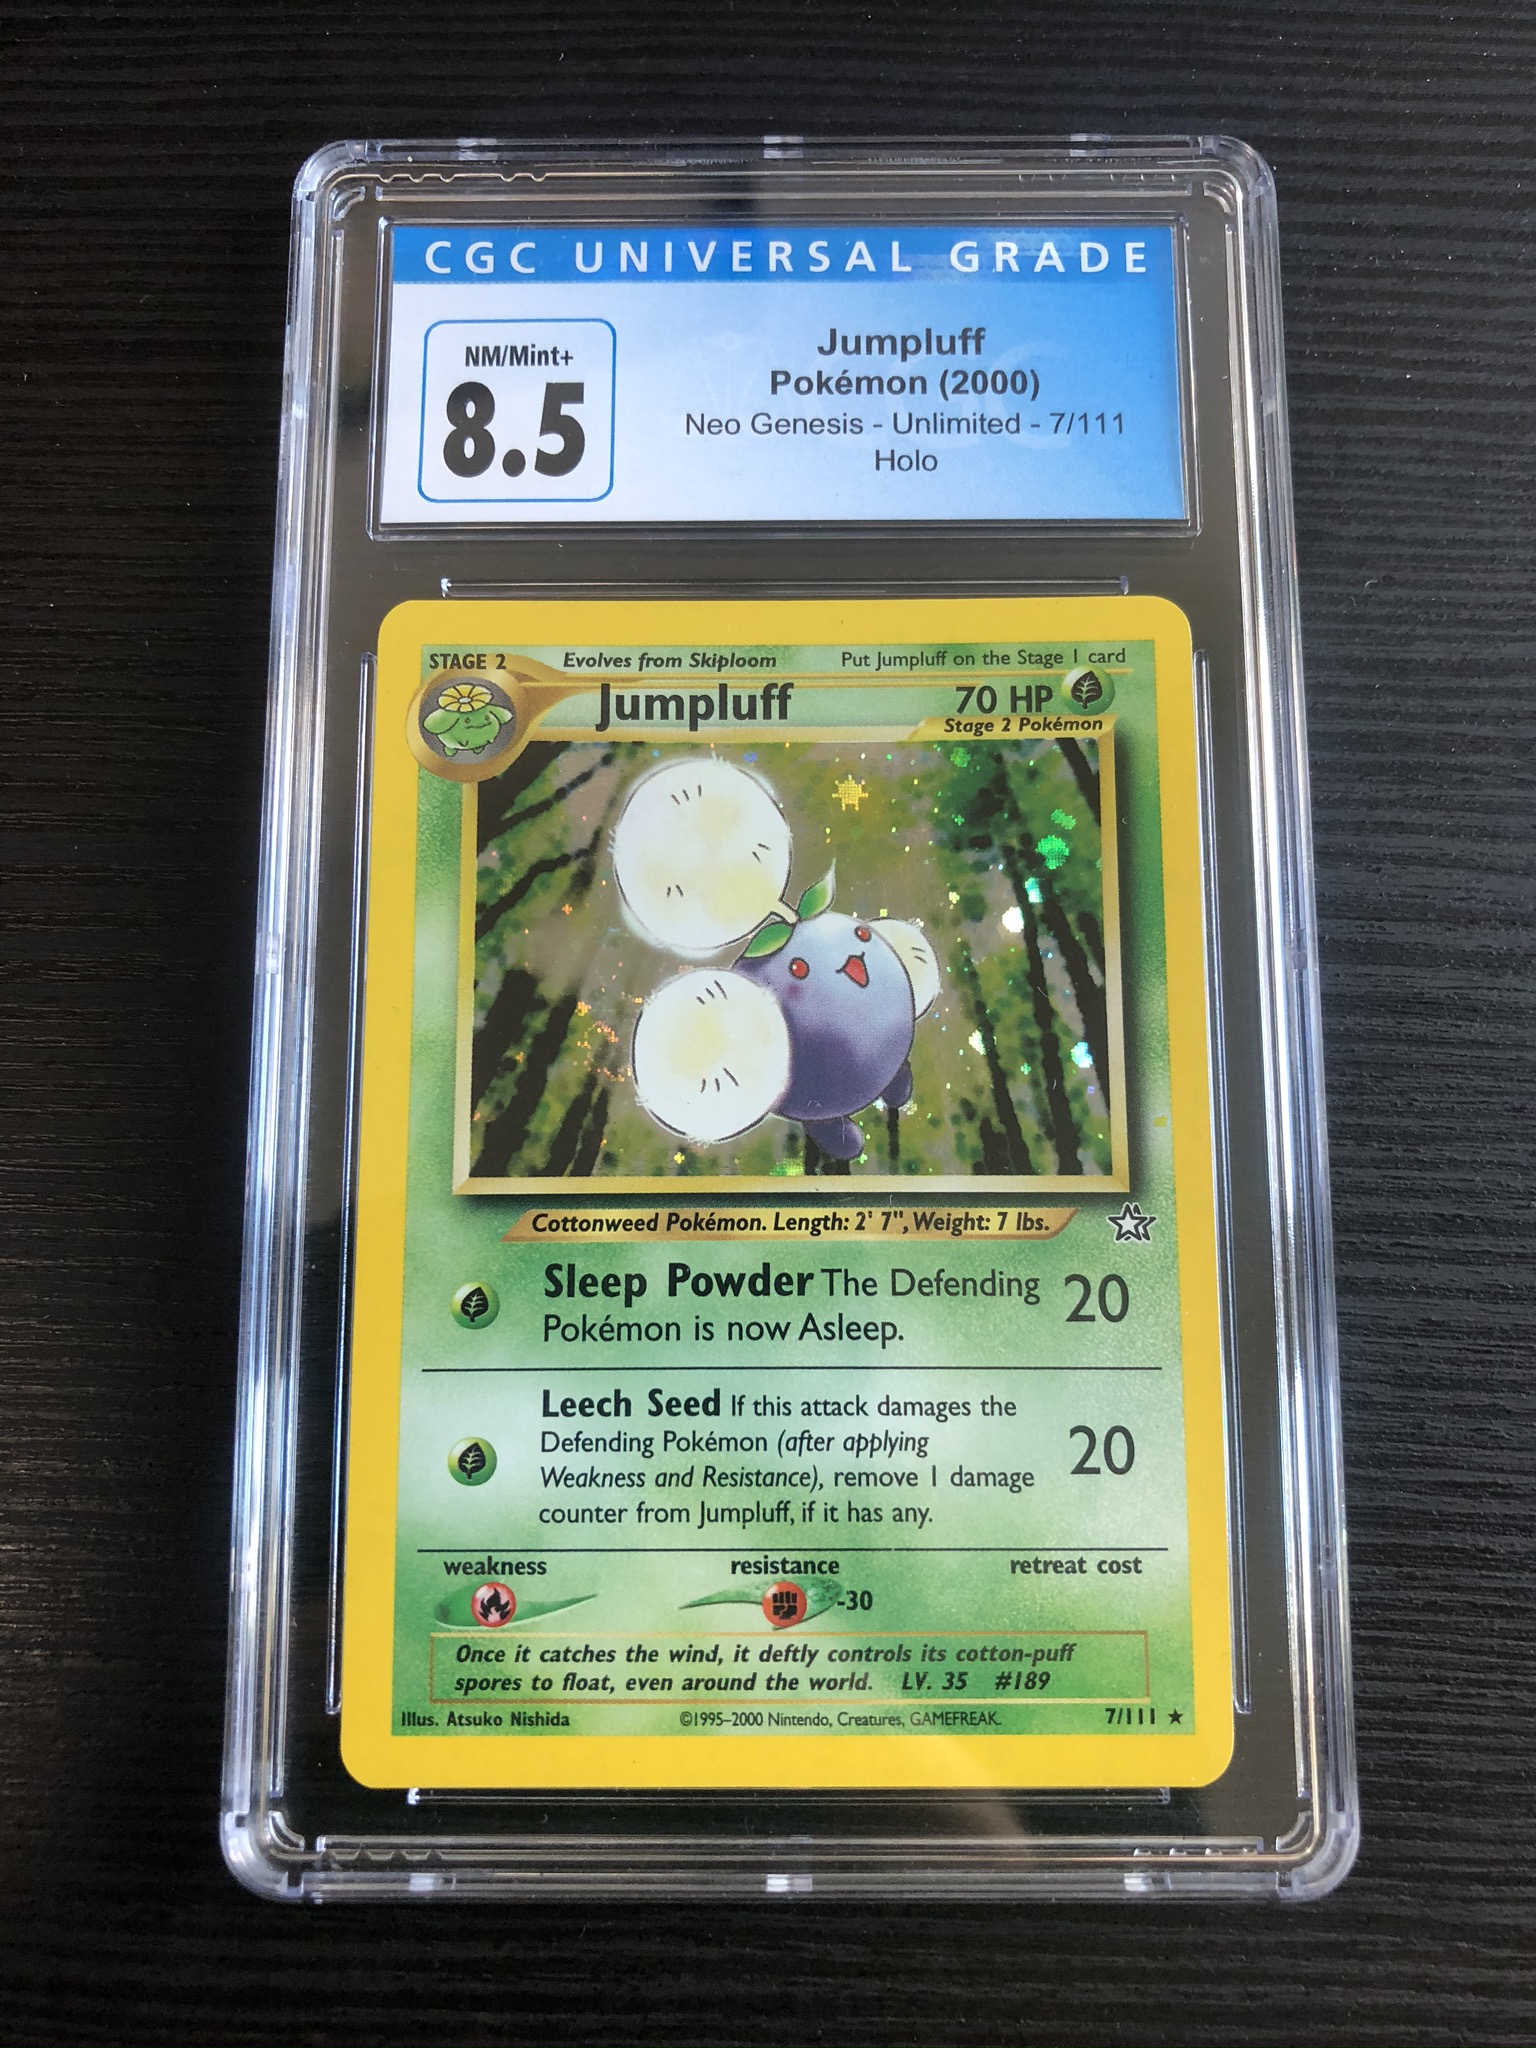 CGC UNIVERSAL GRADE
NM/Mint+
8.5
Jumpluff
Pokémon (2000)
Neo Genesis - Unlimited - 7/111
Holo
STAGE 2
Evolves from Skiploom
Put Jumpluff on the Stage 1 card
Jumpluff
70 HP
Stage 2 Pokémon
Cottonweed Pokémon. Length: 2' 7", Weight: 7 lbs.
Sleep Powder The Defending
Pokémon is now Asleep.
20
Leech Seed If this attack damages the
Defending Pokémon (after applying
Weakness and Resistance), remove 1 damage
counter from Jumpluff, if it has any.
20
weakness
resistance
retreat cost
-30
Once it catches the wind, it deftly controls its cotton-puff
spores to float, even around the world. LV. 35 #189
Illus. Atsuko Nishida
©1995-2000 Nintendo, Creatures, GAMEFREAK.
7/111 ★